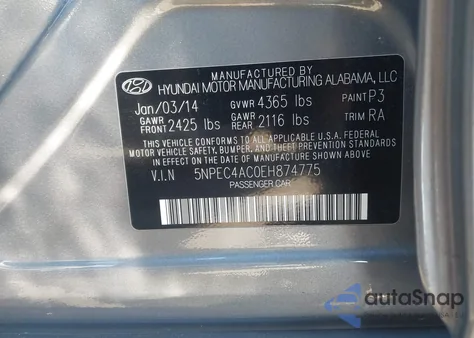 MANUFACTURED BY
HYUNDAI MOTOR MANUFACTURING ALABAMA, LLC
Jan/03/14 GVWR 4365 lbs PAINT P3
GAWR FRONT 2425 lbs GAWR REAR 2116 lbs TRIM RA
THIS VEHICLE CONFORMS TO ALL APPLICABLE U.S.A. FEDERAL
MOTOR VEHICLE SAFETY, BUMPER, AND THEFT PREVENTION STANDARDS
IN EFFECT ON THE DATE OF MANUFACTURE SHOWN ABOVE.
V.I.N 5NPEC4AC0EH874775
PASSENGER CAR
autoSnap